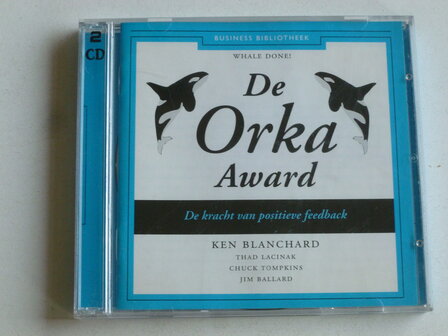 BUSINESS BIBLIOTHEEK
WHALE DONE!
2
CD
De
Orka
Award
De kracht van positieve feedback
KEN BLANCHARD
THAD LACINAK
CHUCK TOMPKINS
JIM BALLARD